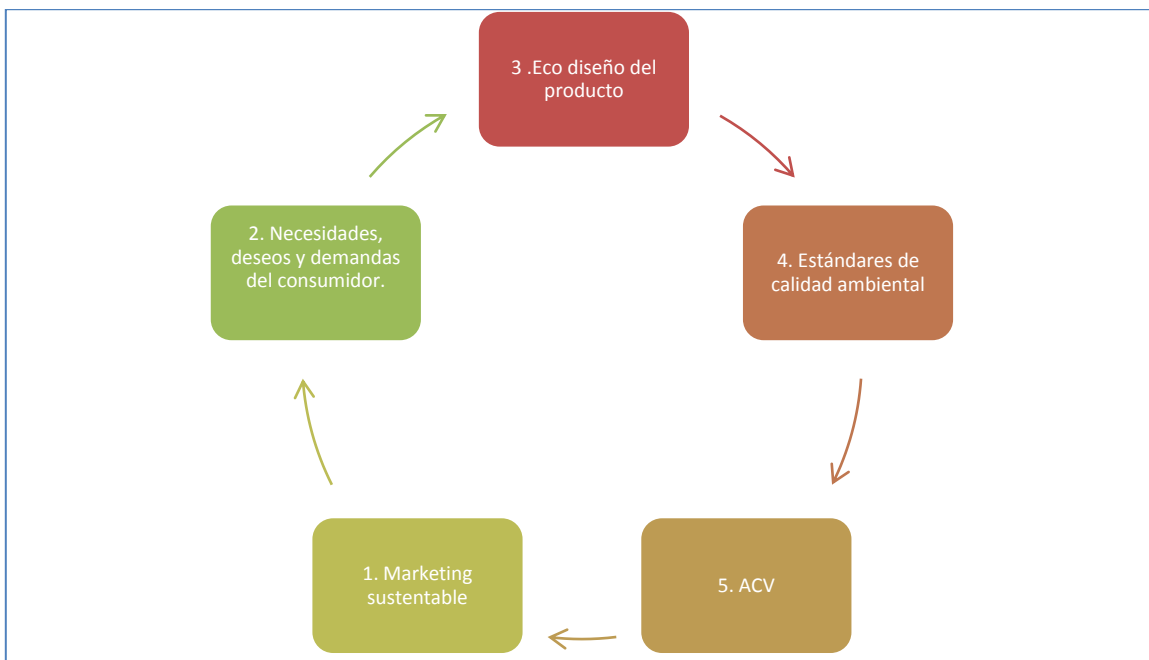 3 .Eco diseño del
producto
2. Necesidades,
deseos y demandas
del consumidor.
4. Estándares de
calidad ambiental
1. Marketing
sustentable
5. ACV